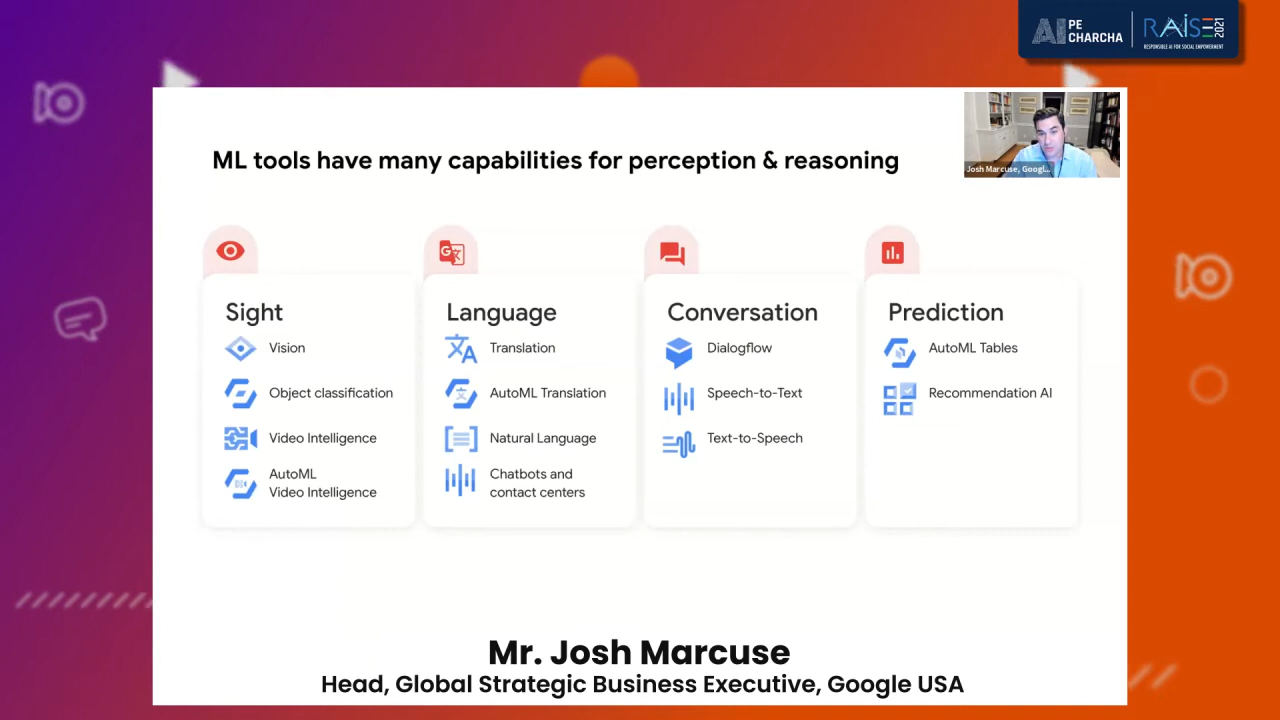 AI PE CHARCHA
RAISE 2021
RESPONSIBLE AI FOR SOCIAL EMPOWERMENT
ML tools have many capabilities for perception & reasoning
Josh Marcuse, Googl...
Sight
Vision
Object classification
Video Intelligence
AutoML
Video Intelligence
Language
Translation
AutoML Translation
Natural Language
Chatbots and
contact centers
Conversation
Dialogflow
Speech-to-Text
Text-to-Speech
Prediction
AutoML Tables
Recommendation AI
Mr. Josh Marcuse
Head, Global Strategic Business Executive, Google USA